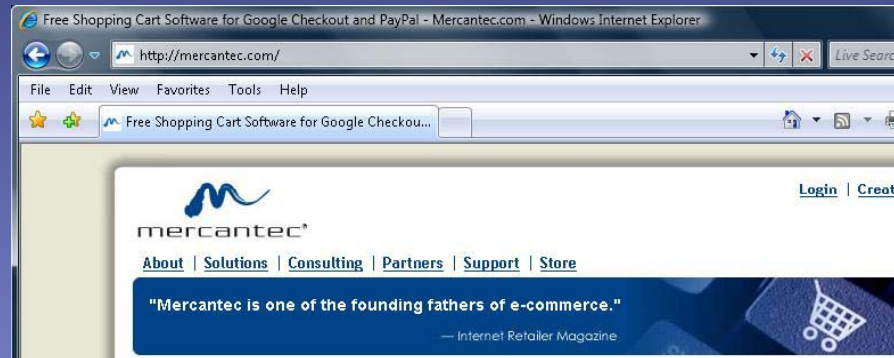 Free Shopping Cart Software for Google Checkout and PayPal - Mercantec.com - Windows Internet Explorer
http://mercantec.com/
Live Searc
File Edit View Favorites Tools Help
Free Shopping Cart Software for Google Checkou...
Login | Creat
mercantec®
About | Solutions | Consulting | Partners | Support | Store
"Mercantec is one of the founding fathers of e-commerce."
— Internet Retailer Magazine